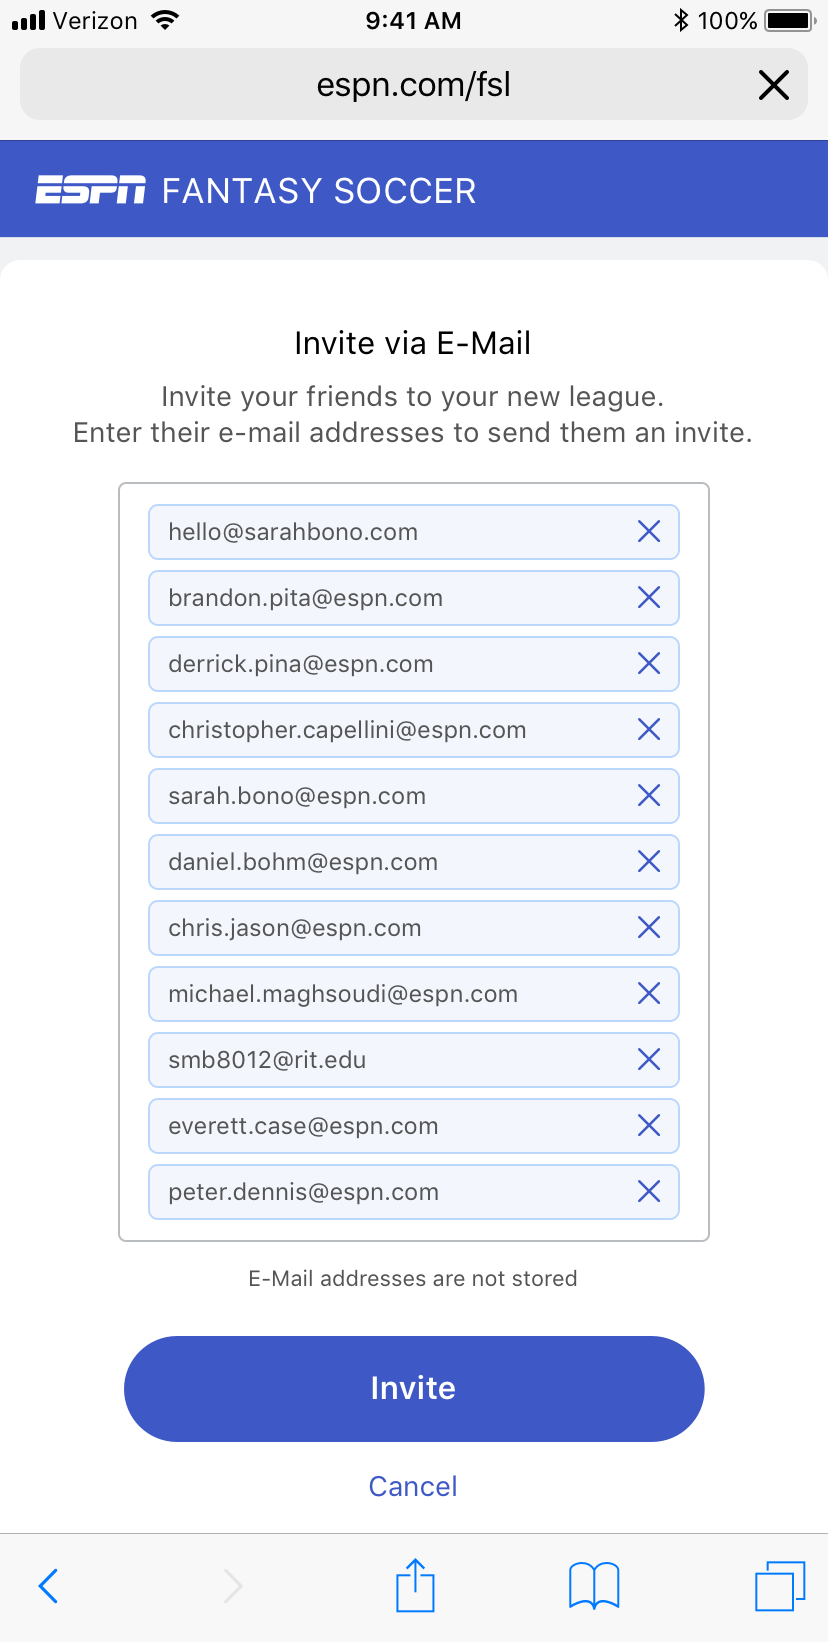 Verizon 9:41 AM 100%
espn.com/fsl
ESPN FANTASY SOCCER
Invite via E-Mail
Invite your friends to your new league.
Enter their e-mail addresses to send them an invite.
hello@sarahbono.com
brandon.pita@espn.com
derrick.pina@espn.com
christopher.capellini@espn.com
sarah.bono@espn.com
daniel.bohm@espn.com
chris.jason@espn.com
michael.maghsoudi@espn.com
smb8012@rit.edu
everett.case@espn.com
peter.dennis@espn.com
E-Mail addresses are not stored
Invite
Cancel